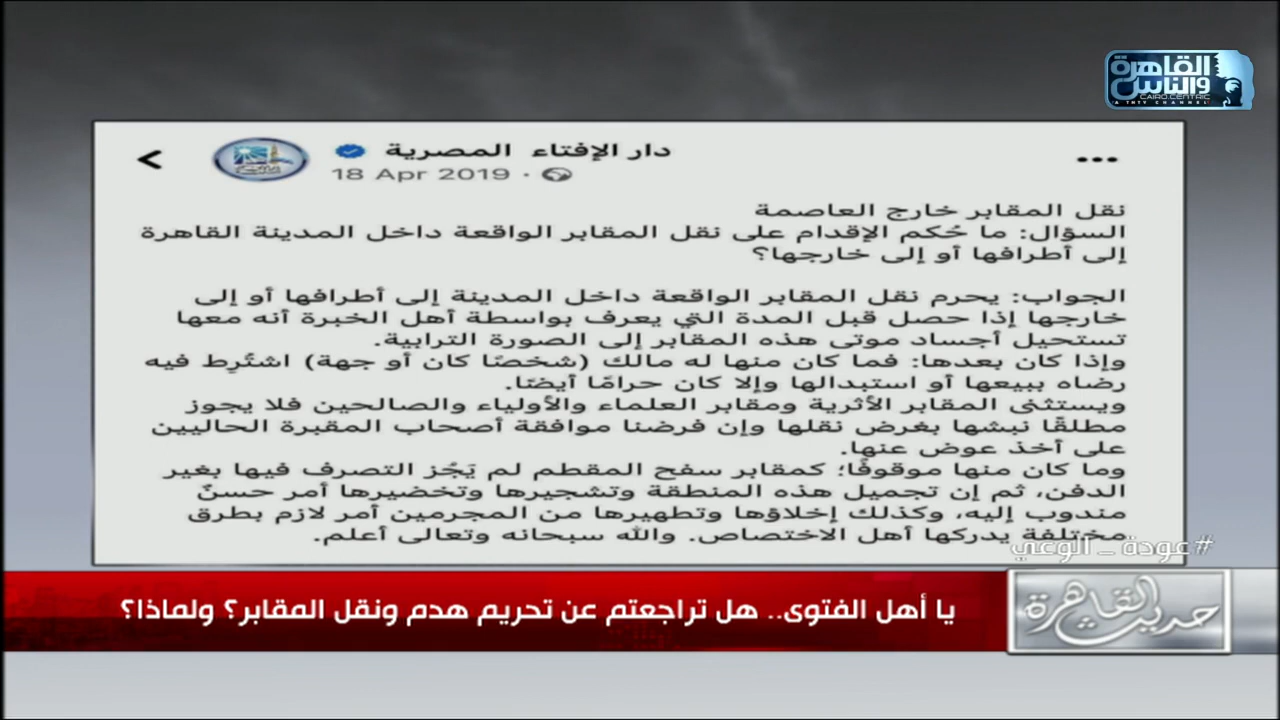 القاهرة
والناس
CAIRO.CENTRIC
A TNTV CHANNEL
دار الإفتاء المصرية
18 Apr 2019 ·
نقل المقابر خارج العاصمة
السؤال: ما حُكم الإقدام على نقل المقابر الواقعة داخل المدينة القاهرة
إلى أطرافها أو إلى خارجها؟
الجواب: يحرم نقل المقابر الواقعة داخل المدينة إلى أطرافها أو إلى
خارجها إذا حصل قبل المدة التي يعرف بواسطة أهل الخبرة أنه معها
تستحيل أجساد موتى هذه المقابر إلى الصورة الترابية.
وإذا كان بعدها: فما كان منها له مالك (شخصًا كان أو جهة) اشتُرِط فيه
رضاه ببيعها أو استبدالها وإلا كان حرامًا أيضًا.
ويستثنى المقابر الأثرية ومقابر العلماء والأولياء والصالحين فلا يجوز
مطلقًا نبشها بغرض نقلها وإن فرضنا موافقة أصحاب المقبرة الحاليين
على أخذ عوض عنها.
وما كان منها موقوفًا؛ كمقابر سفح المقطم لم يَجُز التصرف فيها بغير
الدفن، ثم إن تجميل هذه المنطقة وتشجيرها وتخضيرها أمر حسنٌ
مندوب إليه، وكذلك إخلاؤها وتطهيرها من المجرمين أمر لازم بطرق
مختلفة يدركها أهل الاختصاص. والله سبحانه وتعالى أعلم.
#عودة_الوعي
حديث القاهرة
يا أهل الفتوى.. هل تراجعتم عن تحريم هدم ونقل المقابر؟ ولماذا؟